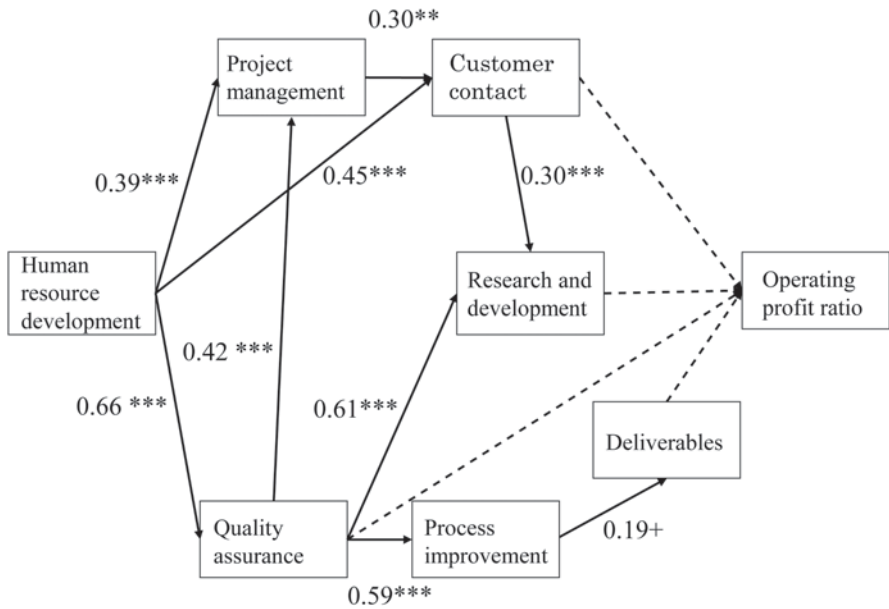 0.30**
Project
management
Customer
contact
0.39***
0.45***
0.30***
Human
resource
development
Research and
development
Operating
profit ratio
0.42 ***
0.66 ***
0.61***
Deliverables
Quality
assurance
Process
improvement
0.19+
0.59***